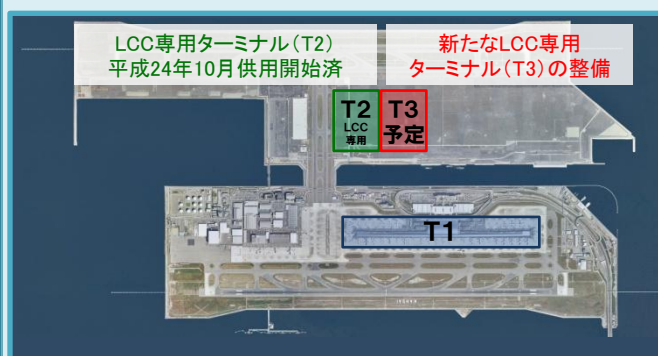 LCC専用ターミナル(T2)
平成24年10月供用開始済
新たなLCC専用
ターミナル(T3)の整備
T2
LCC
専用
T3
予定
T1